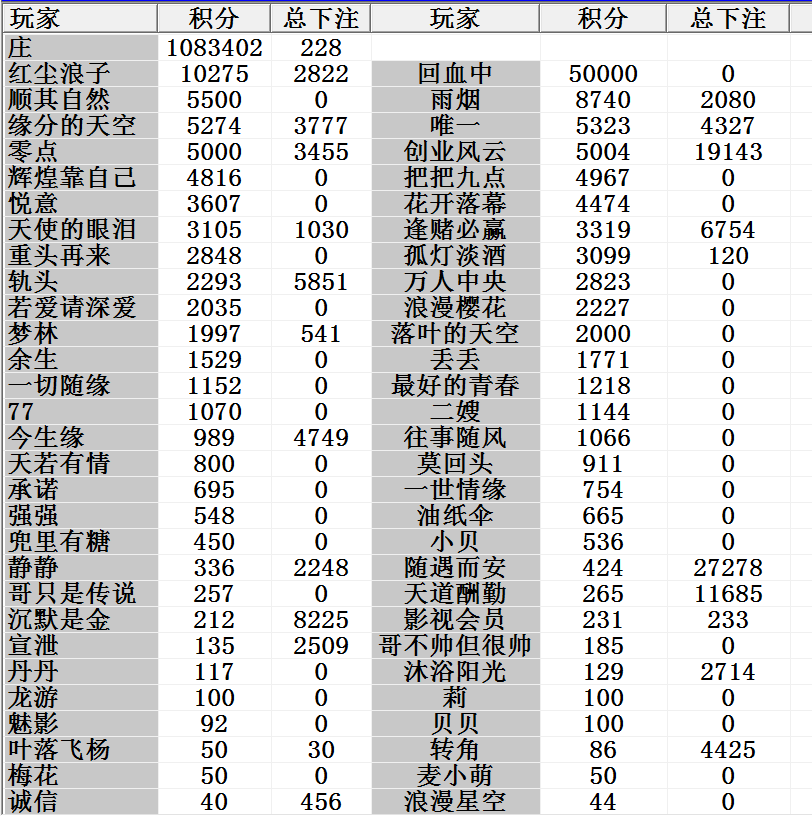 玩家 积分 总下注 玩家 积分 总下注
庄 1083402 228
红尘浪子 10275 2822 回血中 50000 0
顺其自然 5500 0 雨烟 8740 2080
缘分的天空 5274 3777 唯一 5323 4327
零点 5000 3455 创业风云 5004 19143
辉煌靠自己 4816 0 把把九点 4967 0
悦意 3607 0 花开落幕 4474 0
天使的眼泪 3105 1030 逢赌必赢 3319 6754
重头再来 2848 0 孤灯淡酒 3099 120
轨头 2293 5851 万人中央 2823 0
若爱请深爱 2035 0 浪漫樱花 2227 0
梦林 1997 541 落叶的天空 2000 0
余生 1529 0 丢丢 1771 0
一切随缘 1152 0 最好的青春 1218 0
77 1070 0 二嫂 1144 0
今生缘 989 4749 往事随风 1066 0
天若有情 800 0 莫回头 911 0
承诺 695 0 一世情缘 754 0
强强 548 0 油纸伞 665 0
兜里有糖 450 0 小贝 536 0
静静 336 2248 随遇而安 424 27278
哥只是传说 257 0 天道酬勤 265 11685
沉默是金 212 8225 影视会员 231 233
宣泄 135 2509 哥不帅但很帅 185 0
丹丹 117 0 沐浴阳光 129 2714
龙游 100 0 莉 100 0
魅影 92 0 贝贝 100 0
叶落飞杨 50 30 转角 86 4425
梅花 50 0 麦小萌 50 0
诚信 40 456 浪漫星空 44 0